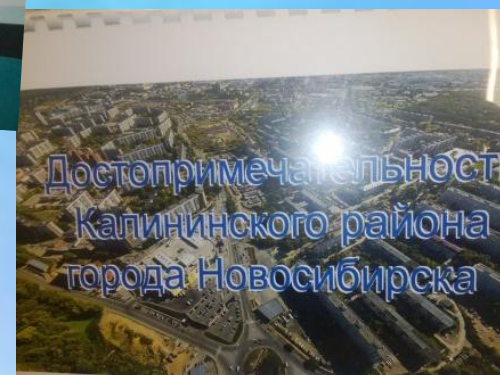 Достопримечательност
Калининского района
города Новосибирска